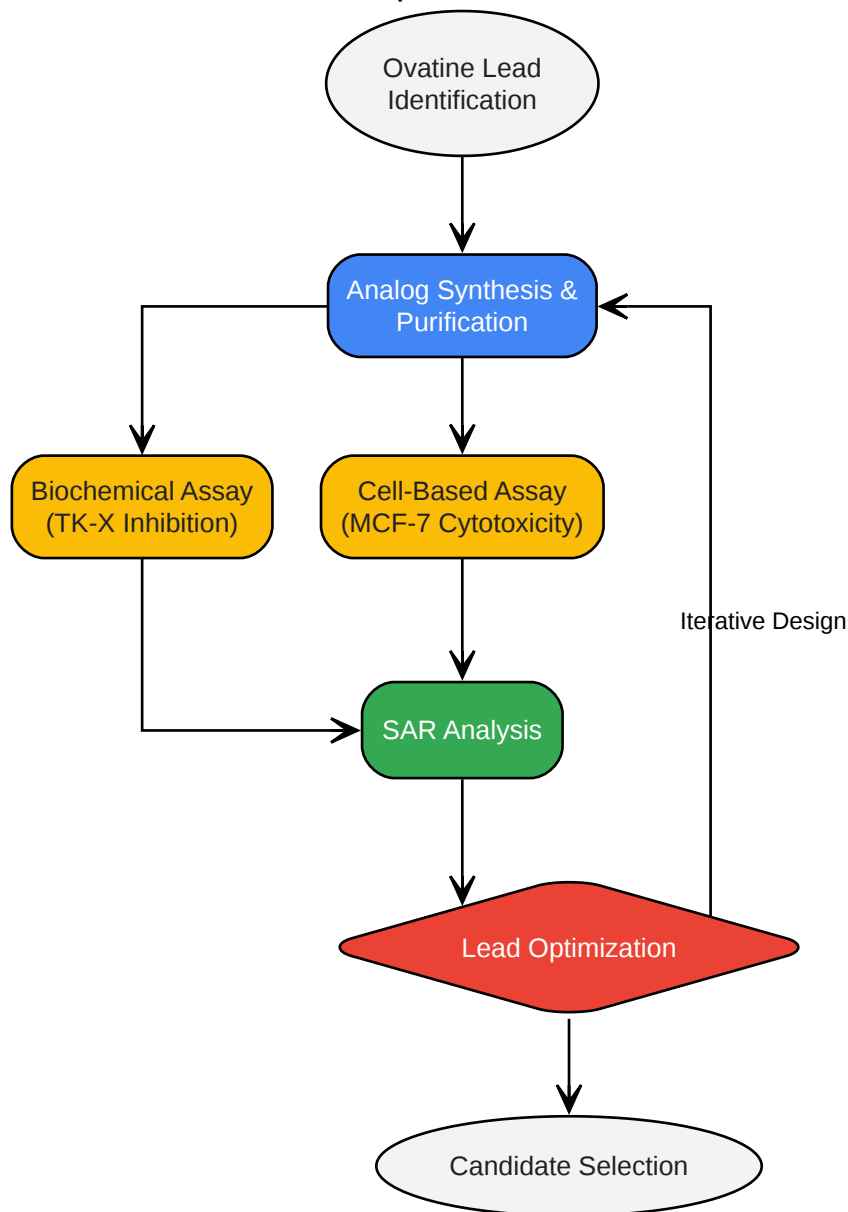 Ovatine Lead
Identification
Analog Synthesis &
Purification
Biochemical Assay
(TK-X Inhibition)
Cell-Based Assay
(MCF-7 Cytotoxicity)
Iterative Design
SAR Analysis
Lead Optimization
Candidate Selection